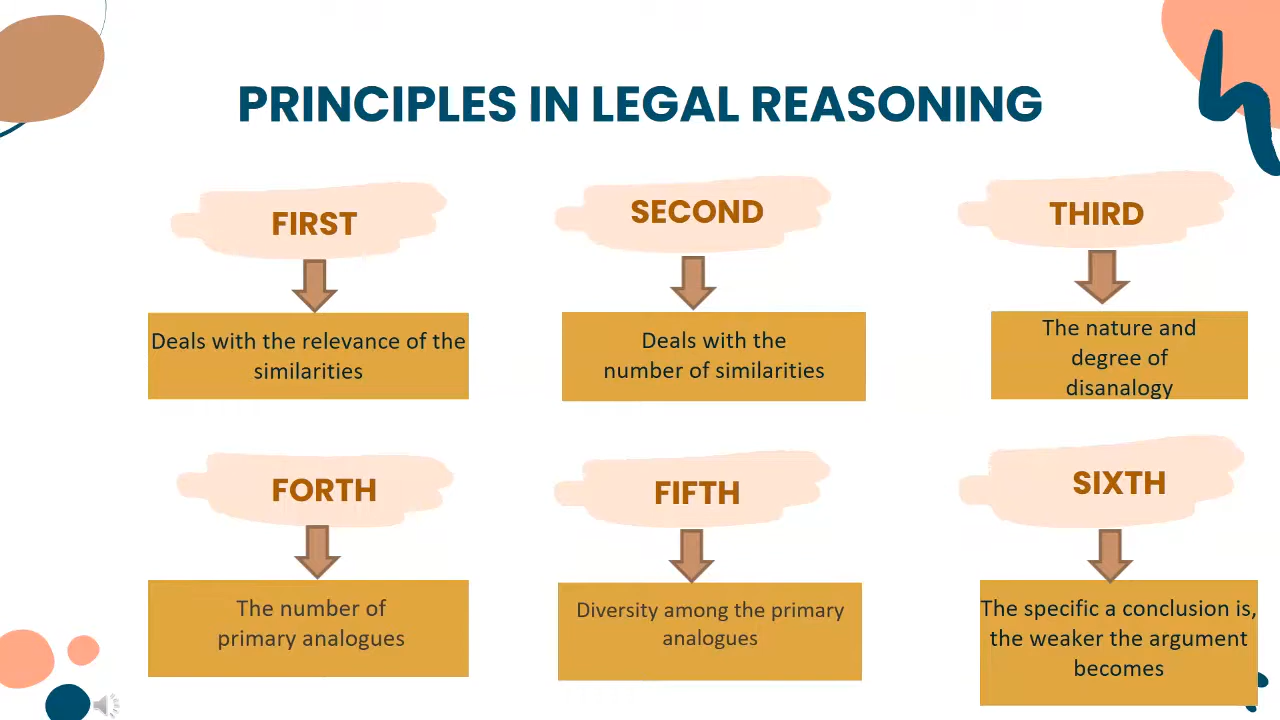 PRINCIPLES IN LEGAL REASONING
FIRST
Deals with the relevance of the
similarities
SECOND
Deals with the
number of similarities
THIRD
The nature and
degree of
disanalogy
FORTH
The number of
primary analogues
FIFTH
Diversity among the primary
analogues
SIXTH
The specific a conclusion is,
the weaker the argument
becomes